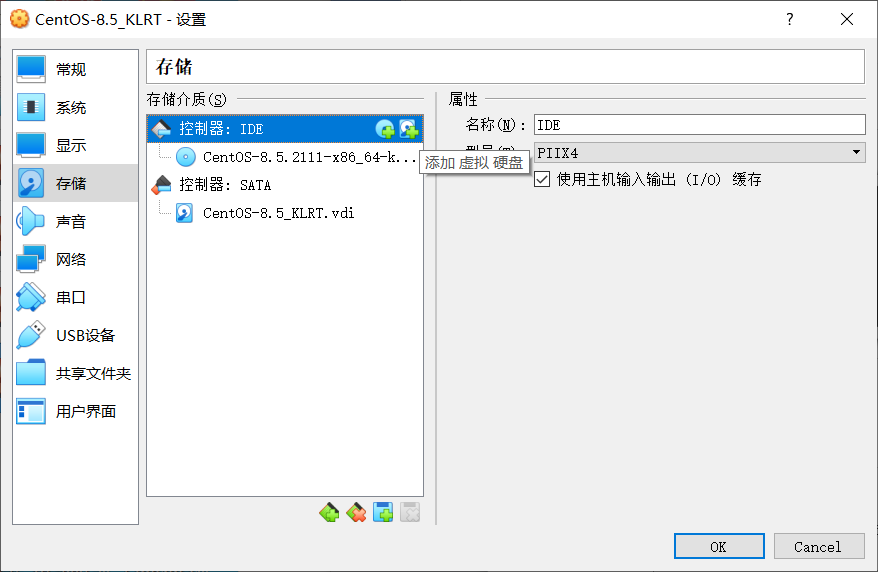 CentOS-8.5_KLRT - 设置
?
常规
系统
显示
存储
声音
网络
串口
USB设备
共享文件夹
用户界面
存储
存储介质(S)
控制器: IDE
CentOS-8.5.2111-x86_64-k...
控制器: SATA
CentOS-8.5_KLRT.vdi
属性
名称(N): IDE
PIIX4
添加 虚拟 硬盘
使用主机输入输出 (I/O) 缓存
OK
Cancel